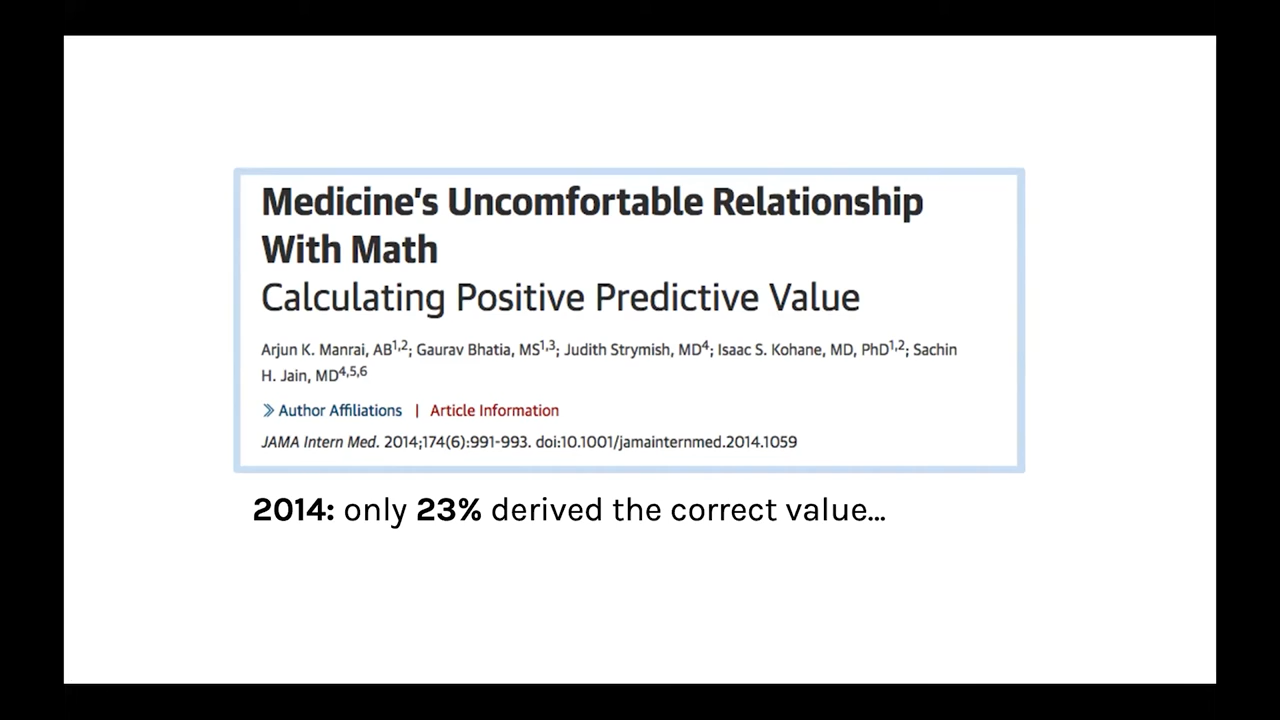 Medicine's Uncomfortable Relationship
With Math
Calculating Positive Predictive Value
Arjun K. Manrai, AB1,2; Gaurav Bhatia, MS1,3; Judith Strymish, MD4; Isaac S. Kohane, MD, PhD1,2; Sachin
H. Jain, MD4,5,6
» Author Affiliations | Article Information
JAMA Intern Med. 2014;174(6):991-993. doi:10.1001/jamainternmed.2014.1059
2014: only 23% derived the correct value...